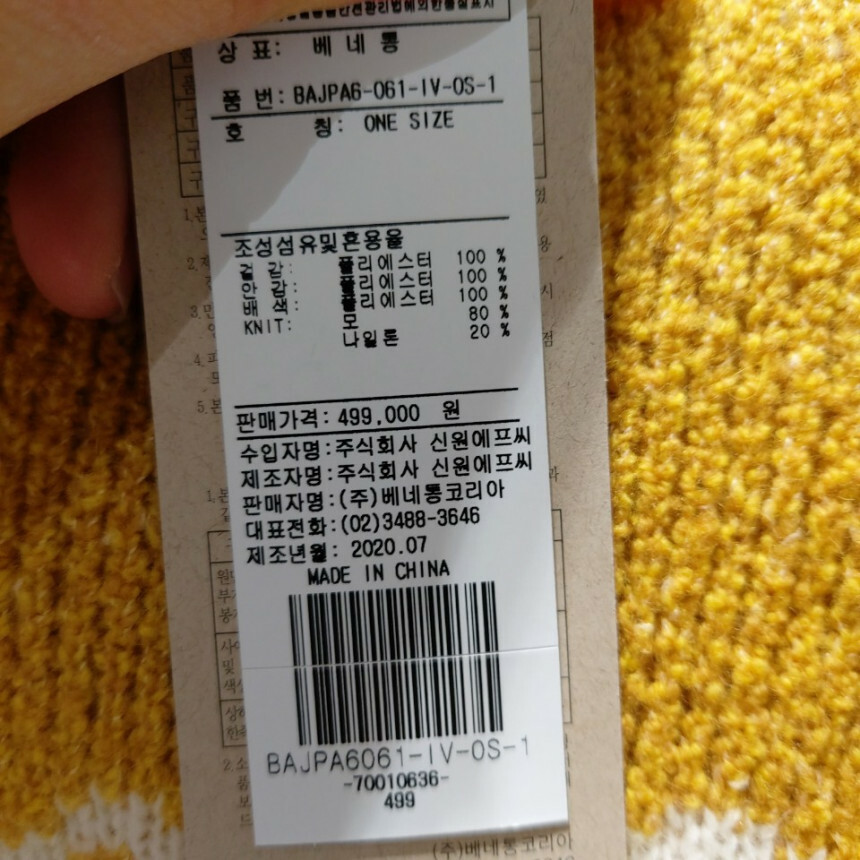 상 표: 베 네 통
품 번: BAJPA6-061-IV-OS-1
호 칭: ONE SIZE
조성섬유및혼용율
겉 감: 폴리에스터 100 %
안 감: 폴리에스터 100 %
배 색: 폴리에스터 100 %
KNIT: 모 80 %
나일론 20 %
판매가격: 499,000 원
수입자명:주식회사 신원에프씨
제조자명:주식회사 신원에프씨
판매자명:(주)베네통코리아
대표전화:(02)3488-3646
제조년월: 2020.07
MADE IN CHINA
BAJPA6061-IV-OS-1
-70010636-
499
(주)베네통코리아